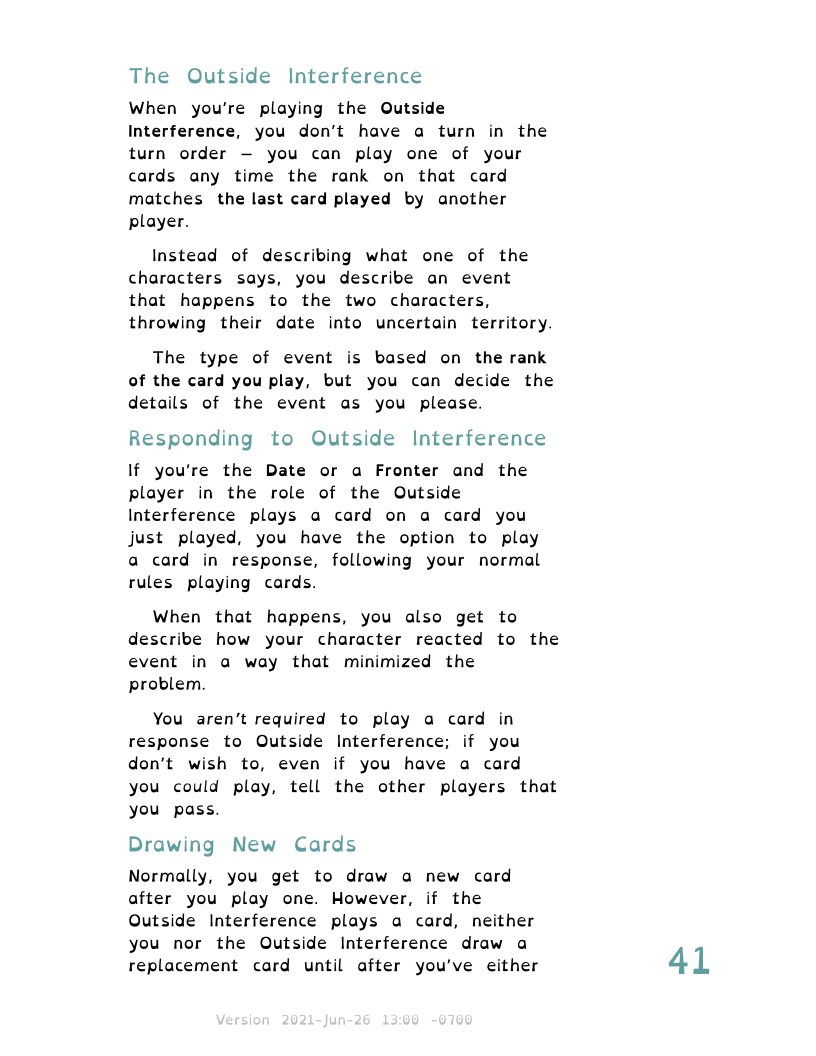 The Outside Interference
When you're playing the Outside
Interference, you don't have a turn in the
turn order – you can play one of your
cards any time the rank on that card
matches the last card played by another
player.
Instead of describing what one of the
characters says, you describe an event
that happens to the two characters,
throwing their date into uncertain territory.
The type of event is based on the rank
of the card you play, but you can decide the
details of the event as you please.
Responding to Outside Interference
If you're the Date or a Fronter and the
player in the role of the Outside
Interference plays a card on a card you
just played, you have the option to play
a card in response, following your normal
rules playing cards.
When that happens, you also get to
describe how your character reacted to the
event in a way that minimized the
problem.
You aren't required to play a card in
response to Outside Interference; if you
don't wish to, even if you have a card
you could play, tell the other players that
you pass.
Drawing New Cards
Normally, you get to draw a new card
after you play one. However, if the
Outside Interference plays a card, neither
you nor the Outside Interference draw a
replacement card until after you've either
41
Version 2021-Jun-26 13:00 -0700